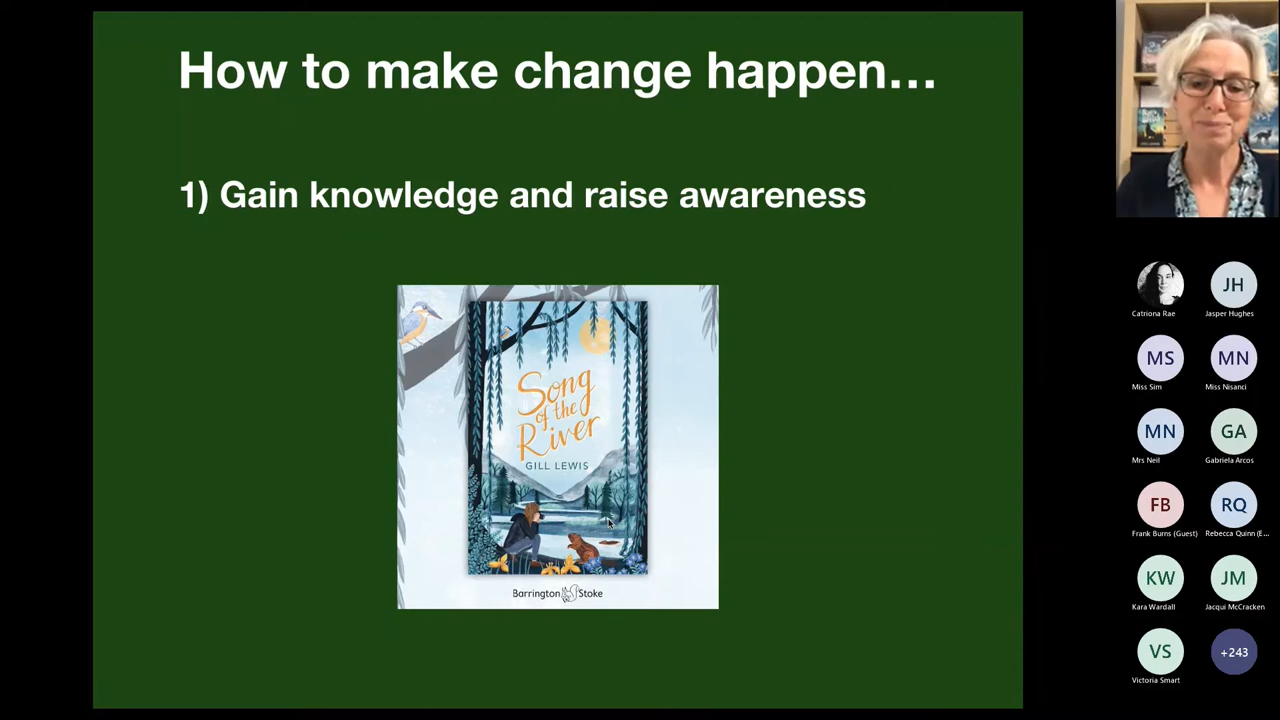 How to make change happen...
1) Gain knowledge and raise awareness
Song
of the
River
GILL LEWIS
Barrington Stoke
Catriona Rae
JH
Jasper Hughes
MS
Miss Sim
MN
Miss Nisanci
MN
Mrs Neil
GA
Gabriela Arcos
FB
Frank Burns (Guest)
RQ
Rebecca Quinn (E...
KW
Kara Wardall
JM
Jacqui McCracken
VS
Victoria Smart
+243